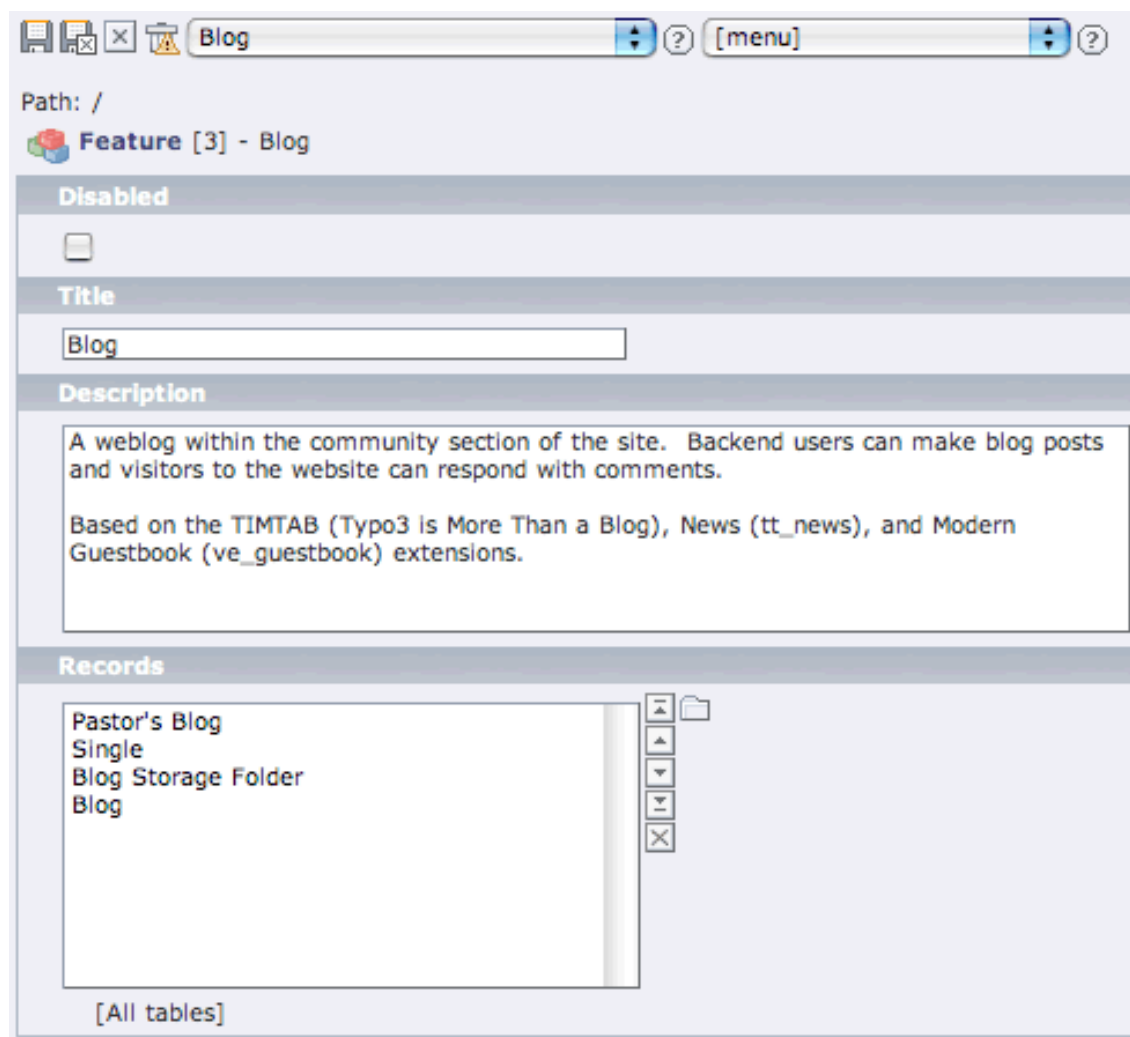 Blog [menu]
Path: /
Feature [3] - Blog
Disabled
Title
Blog
Description
A weblog within the community section of the site.  Backend users can make blog posts
and visitors to the website can respond with comments.
Based on the TIMTAB (Typo3 is More Than a Blog), News (tt_news), and Modern
Guestbook (ve_guestbook) extensions.
Records
Pastor's Blog
Single
Blog Storage Folder
Blog
[All tables]